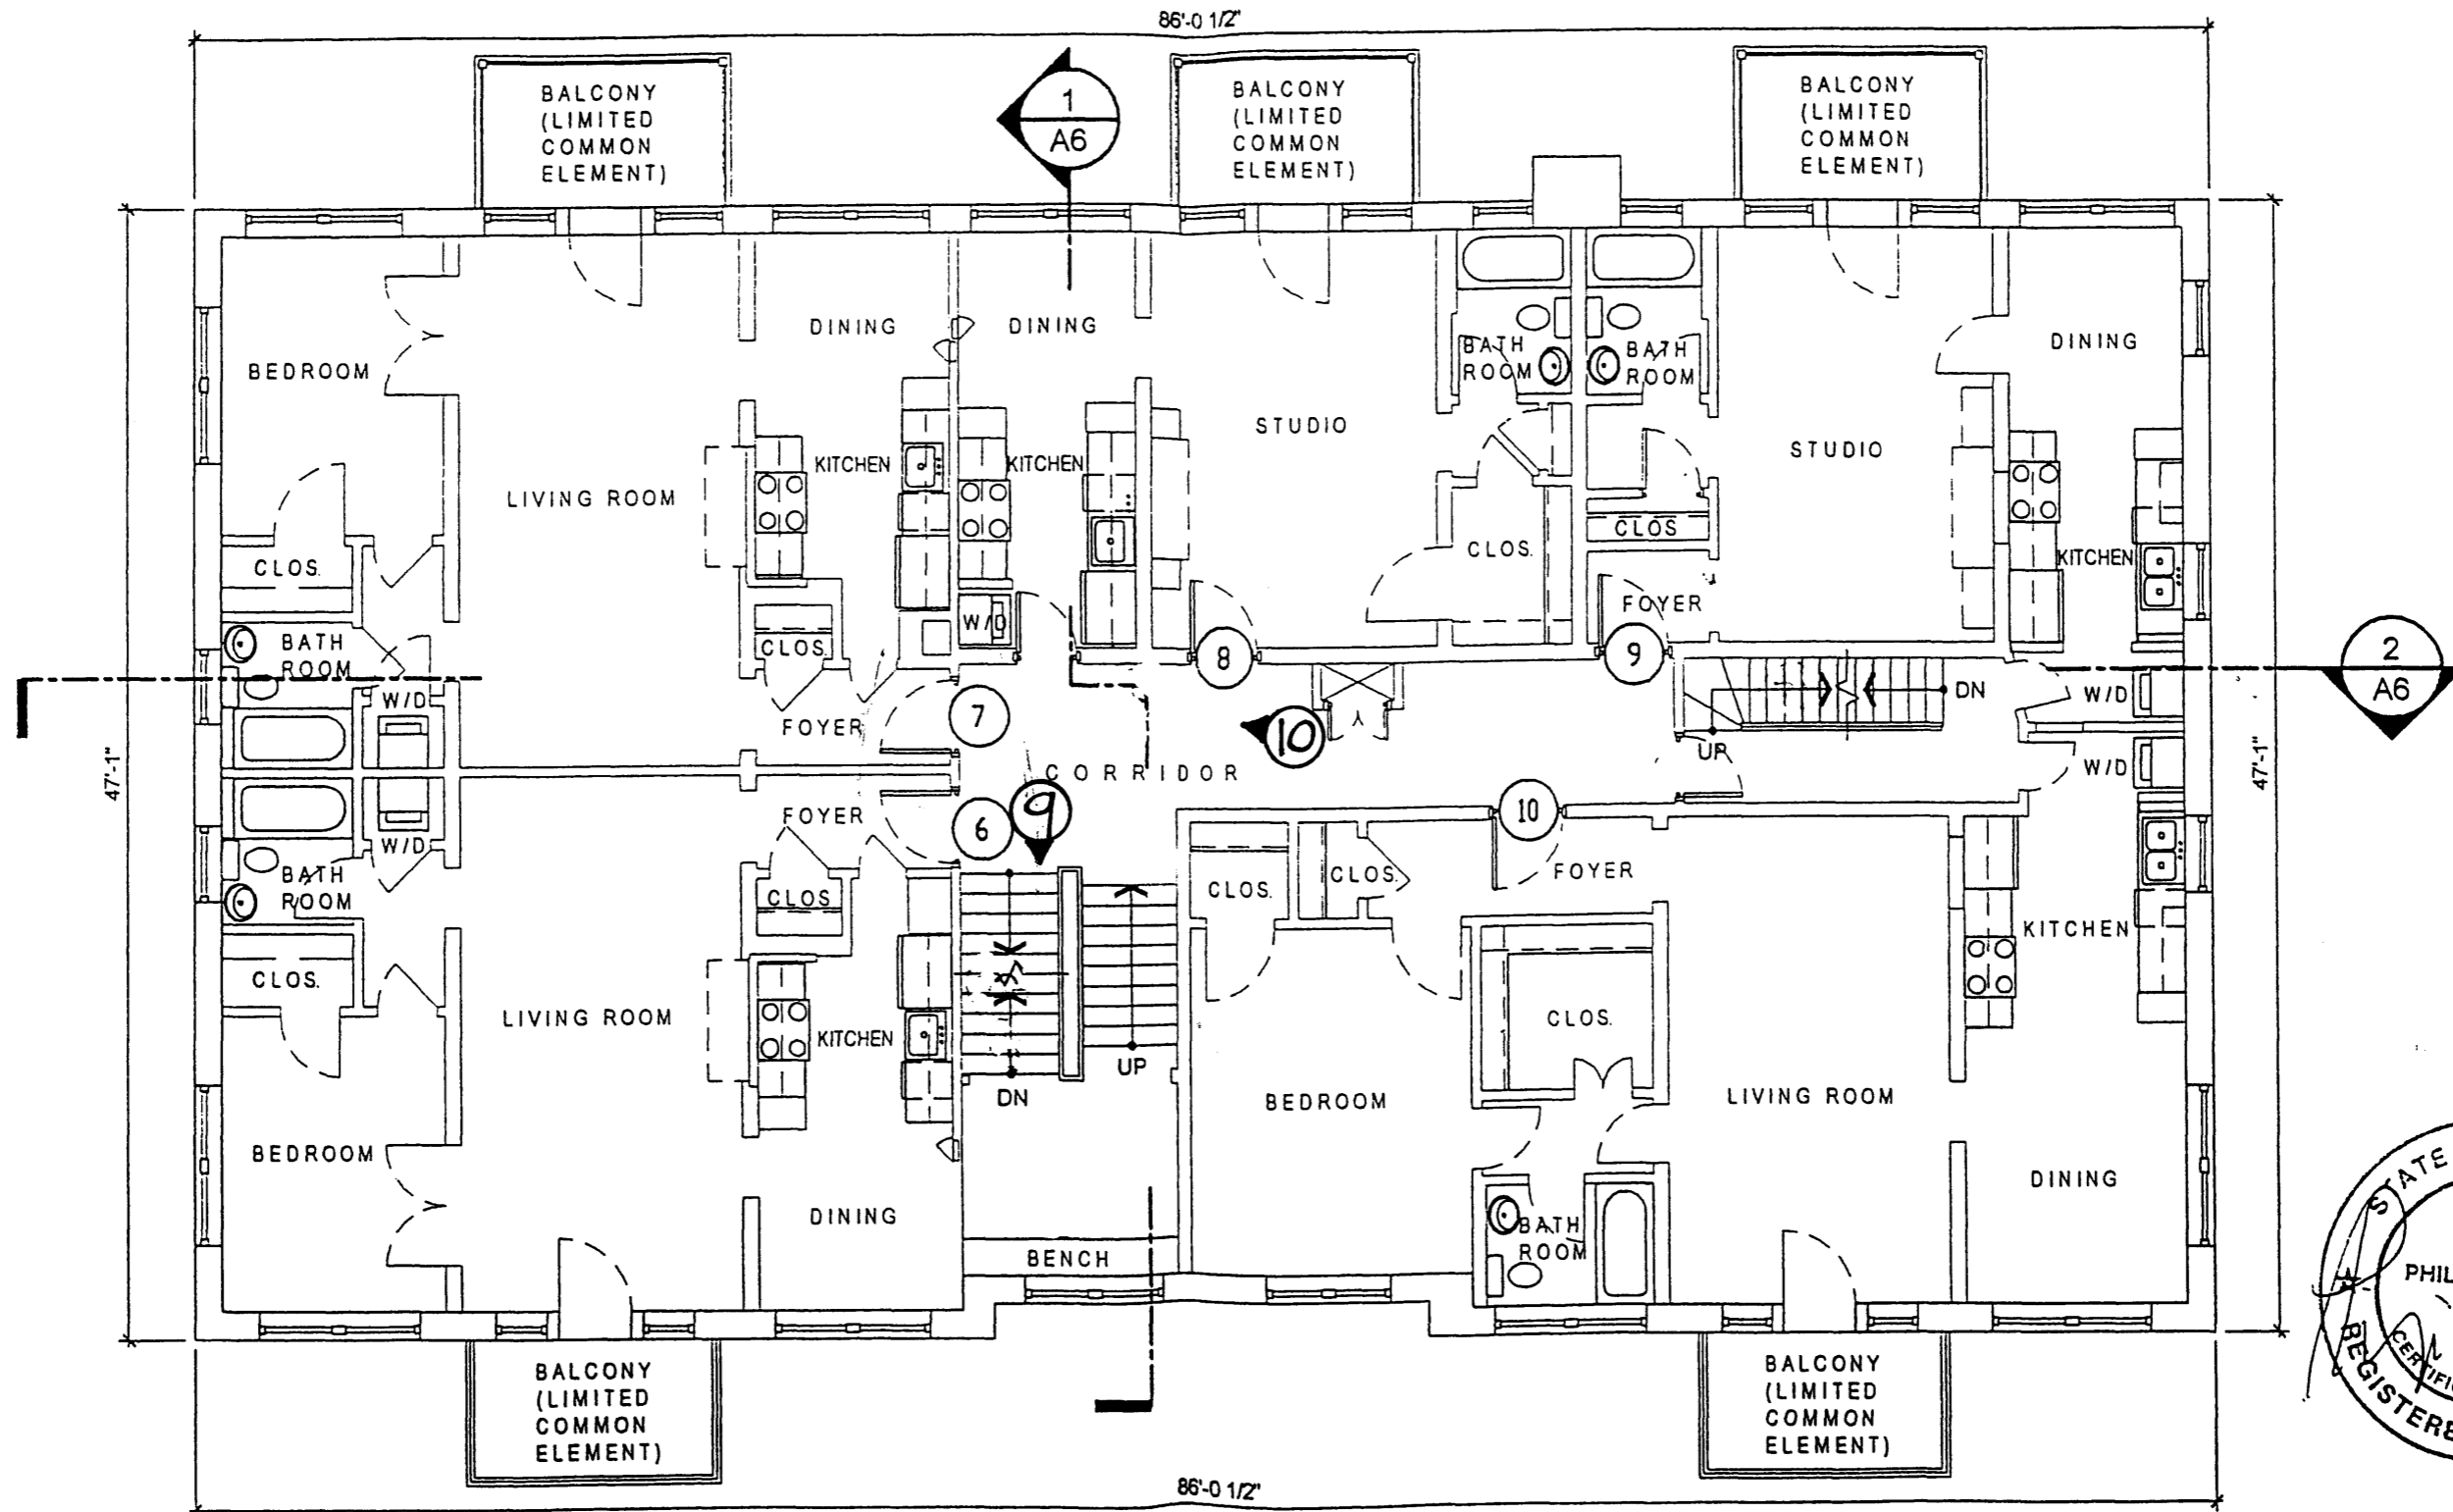 86'-0 1/2"
BALCONY
(LIMITED
COMMON
ELEMENT)
1
A6
BALCONY
(LIMITED
COMMON
ELEMENT)
BALCONY
(LIMITED
COMMON
ELEMENT)
BEDROOM
LIVING ROOM
DINING
KITCHEN
CLOS.
BATH
ROOM
W/D
CLOS.
FOYER
7
DINING
KITCHEN
W/D
STUDIO
BATH
ROOM
CLOS.
8
BATH
ROOM
CLOS
FOYER
9
STUDIO
DINING
KITCHEN
W/D
DN
UP
W/D
2
A6
47'-1"
47'-1"
10
CORRIDOR
6
9
FOYER
W/D
BATH
ROOM
CLOS.
CLOS
LIVING ROOM
KITCHEN
BEDROOM
DINING
DN
UP
BENCH
10
CLOS.
CLOS.
FOYER
BEDROOM
CLOS.
BATH
ROOM
LIVING ROOM
KITCHEN
DINING
BALCONY
(LIMITED
COMMON
ELEMENT)
BALCONY
(LIMITED
COMMON
ELEMENT)
86'-0 1/2"
STATE
PHIL